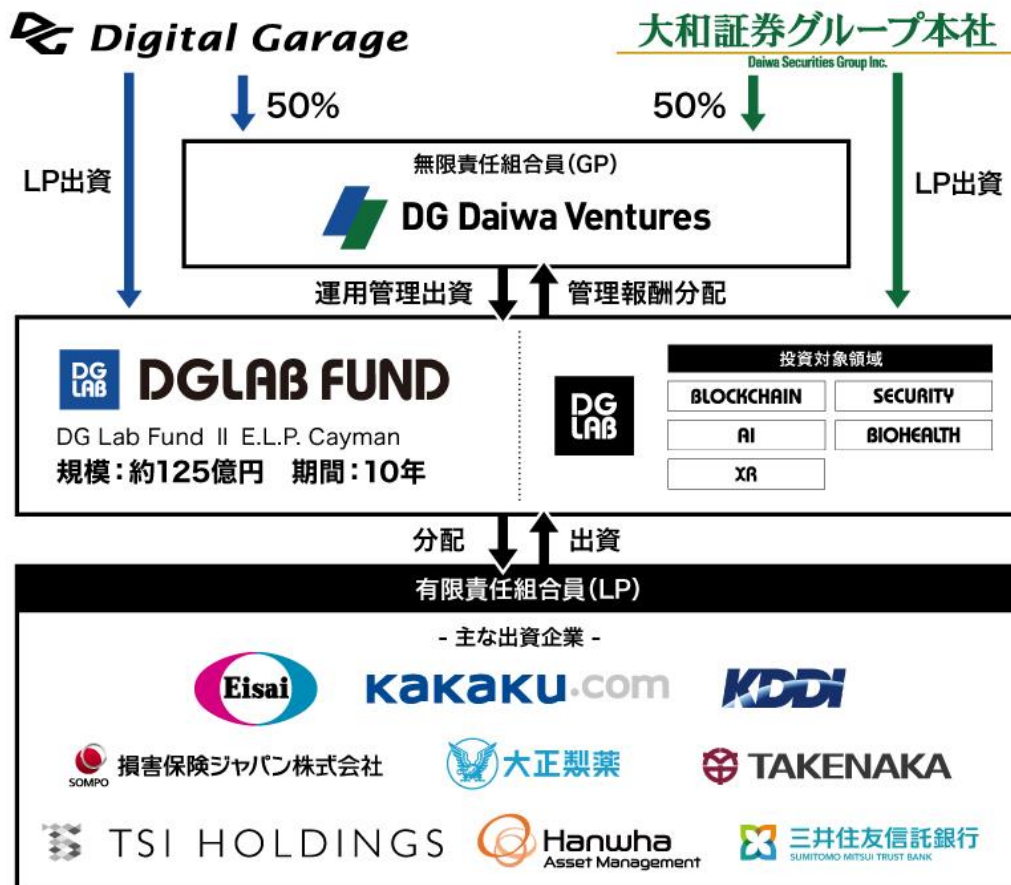 DG Digital Garage
大和証券グループ本社
Daiwa Securities Group Inc.
50%
50%
LP出資
LP出資
無限責任組合員(GP)
DG Daiwa Ventures
運用管理出資
管理報酬分配
DG LAB
DGLAB FUND
DG Lab Fund II E.L.P. Cayman
規模:約125億円 期間:10年
DG LAB
投資対象領域
BLOCKCHAIN
SECURITY
AI
BIOHEALTH
XR
分配
出資
有限責任組合員(LP)
- 主な出資企業 -
Eisai
kakaku.com
KDDI
SOMPO
損害保険ジャパン株式会社
大正製薬
TAKENAKA
TSI HOLDINGS
Hanwha
Asset Management
三井住友信託銀行
SUMITOMO MITSUI TRUST BANK